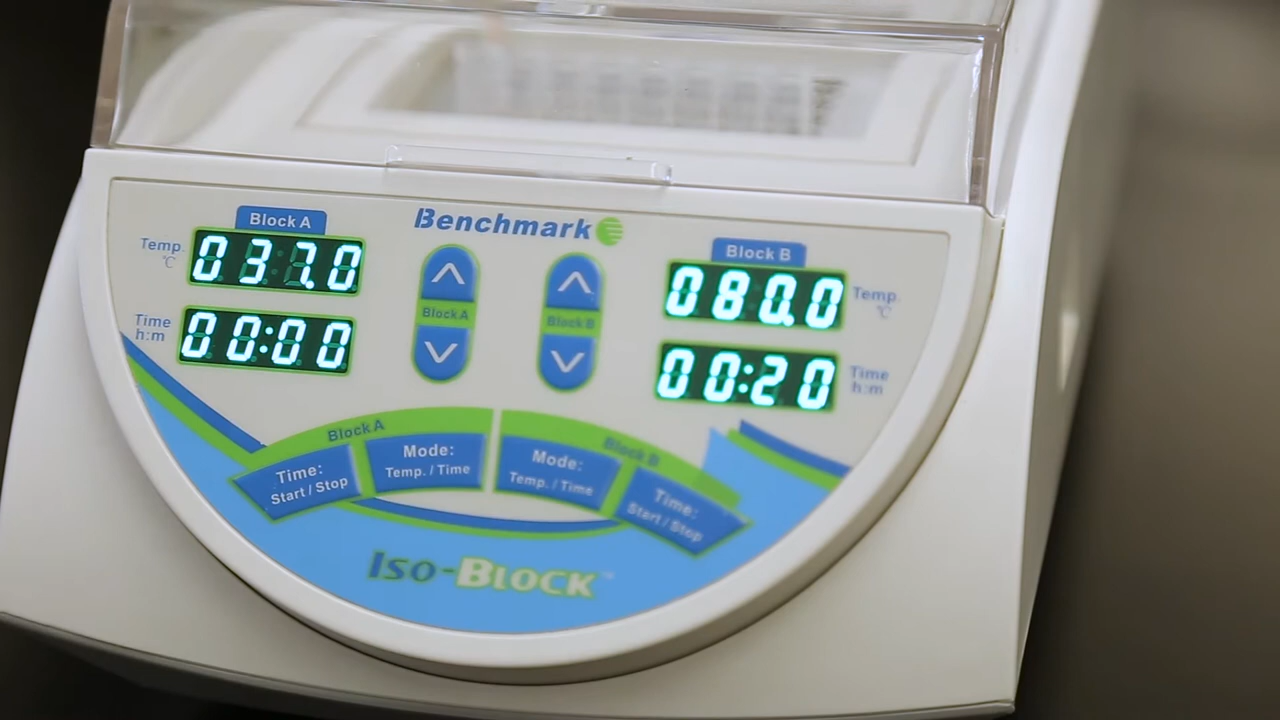 Block A
Benchmark
Block B
Temp.
°C
037.0
080.0
Temp.
°C
Block A
Block B
Time
h:m
00:00
00:20
Time
h:m
Block A
Block B
Time:
Start / Stop
Mode:
Temp. / Time
Mode:
Temp. / Time
Time:
Start / Stop
Iso-Block™